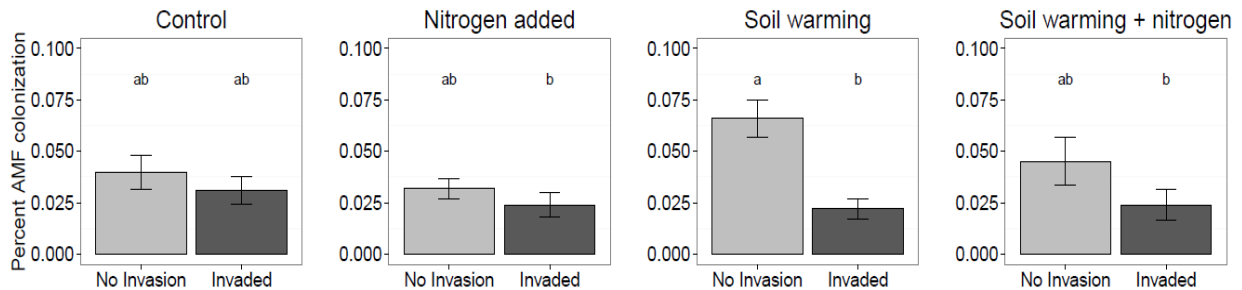 Control
Nitrogen added
Soil warming
Soil warming + nitrogen
Percent AMF colonization
0.100
0.075
0.050
0.025
0.000
ab
ab
No Invasion
Invaded
0.100
0.075
0.050
0.025
0.000
ab
b
No Invasion
Invaded
0.100
0.075
0.050
0.025
0.000
a
b
No Invasion
Invaded
0.100
0.075
0.050
0.025
0.000
ab
b
No Invasion
Invaded